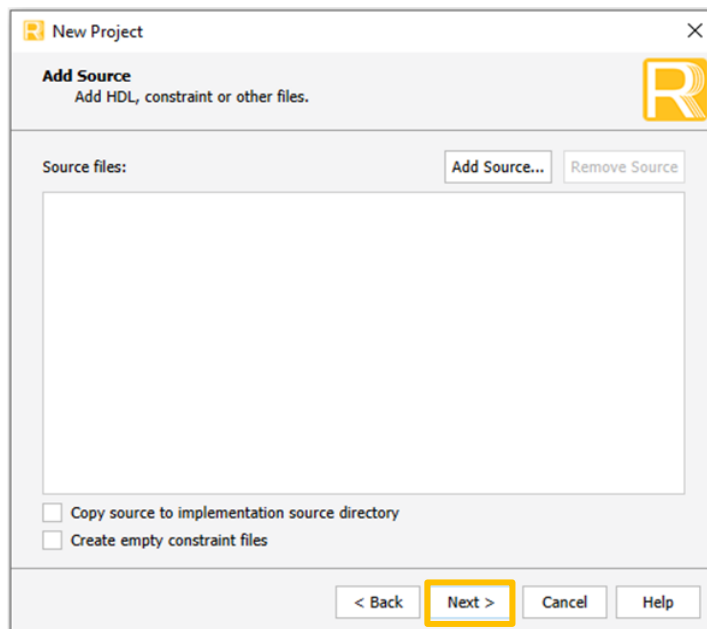 New Project
Add Source
Add HDL, constraint or other files.
Source files:
Add Source...
Remove Source
Copy source to implementation source directory
Create empty constraint files
< Back
Next >
Cancel
Help